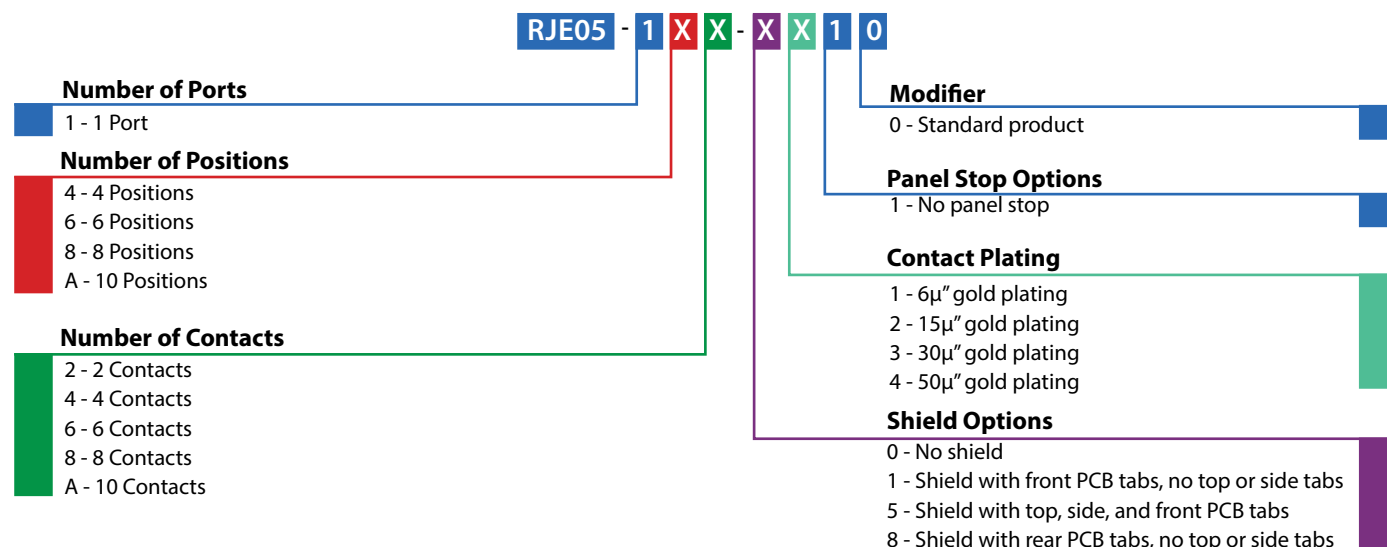 RJE05 - 1 X X - X X 1 0
Number of Ports
1 - 1 Port
Number of Positions
4 - 4 Positions
6 - 6 Positions
8 - 8 Positions
A - 10 Positions
Number of Contacts
2 - 2 Contacts
4 - 4 Contacts
6 - 6 Contacts
8 - 8 Contacts
A - 10 Contacts
Modifier
0 - Standard product
Panel Stop Options
1 - No panel stop
Contact Plating
1 - 6µ” gold plating
2 - 15µ” gold plating
3 - 30µ” gold plating
4 - 50µ” gold plating
Shield Options
0 - No shield
1 - Shield with front PCB tabs, no top or side tabs
5 - Shield with top, side, and front PCB tabs
8 - Shield with rear PCB tabs, no top or side tabs